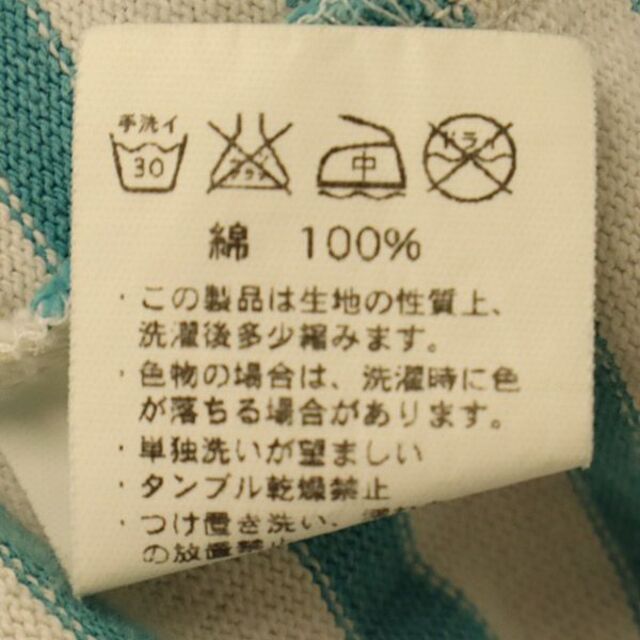 手洗イ
30
中
ドライ
綿 100%
・この製品は生地の性質上、
洗濯後多少縮みます。
・色物の場合は、洗濯時に色
が落ちる場合があります。
・単独洗いが望ましい
・タンブル乾燥禁止
・つけ置き洗い、
の放置